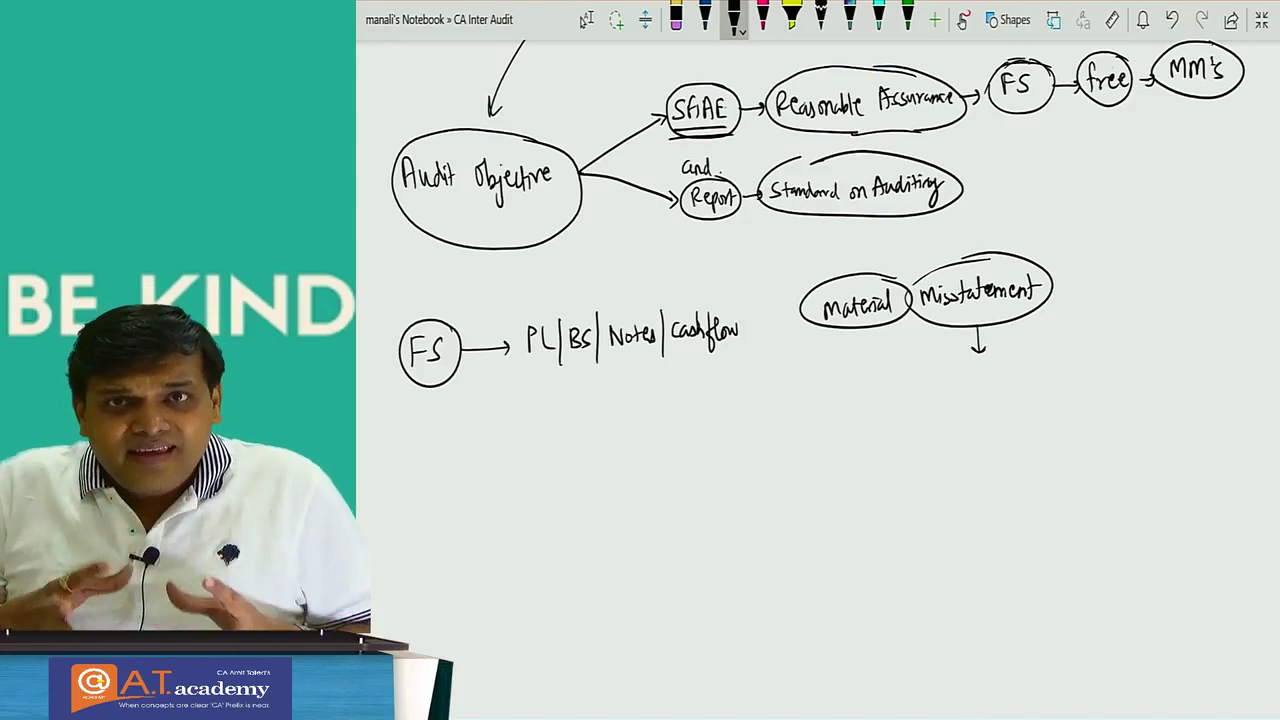 manali's Notebook » CA Inter Audit
Shapes
SAAE
Reasonable Assurance
FS
free
MM's
Audit Objective
and
Report
Standard on Auditing
Material Misstatement
FS
PL/BS/Notes/Cashflow
BE KIND
CA Amit Talda's
@A.T. academy
ACADEMY
When concepts are clear 'CA' Prefix is near.